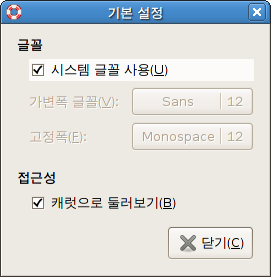 기본 설정
글꼴
시스템 글꼴 사용(U)
가변폭 글꼴(V): Sans 12
고정폭(F): Monospace 12
접근성
캐럿으로 둘러보기(B)
닫기(C)